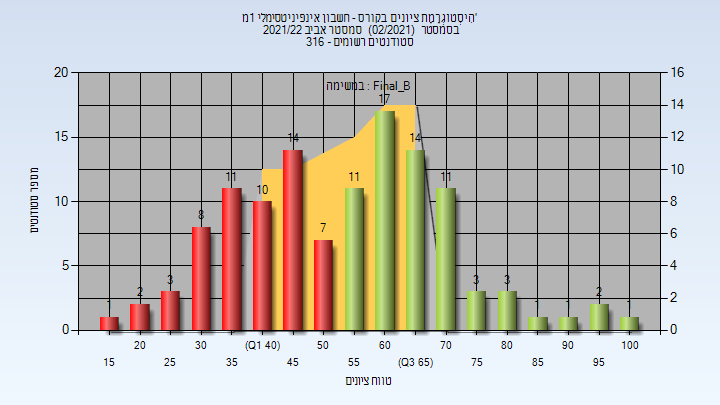 היסטוגרמת ציונים בקורס - חשבון אינפיניטסימלי 1מ'
בסמסטר (02/2021) סמסטר אביב 2021/22
סטודנטים רשומים - 316
במשימה : Final_B
20 15 10 5 0
מספר סטודנטים
16 14 12 10 8 6 4 2 0
1 2 3 8 11 10 14 7 11 17 14 11 3 3 1 1 2 1
20 30 (Q1 40) 50 60 70 80 90 100
15 25 35 45 55 (Q3 65) 75 85 95
טווח ציונים